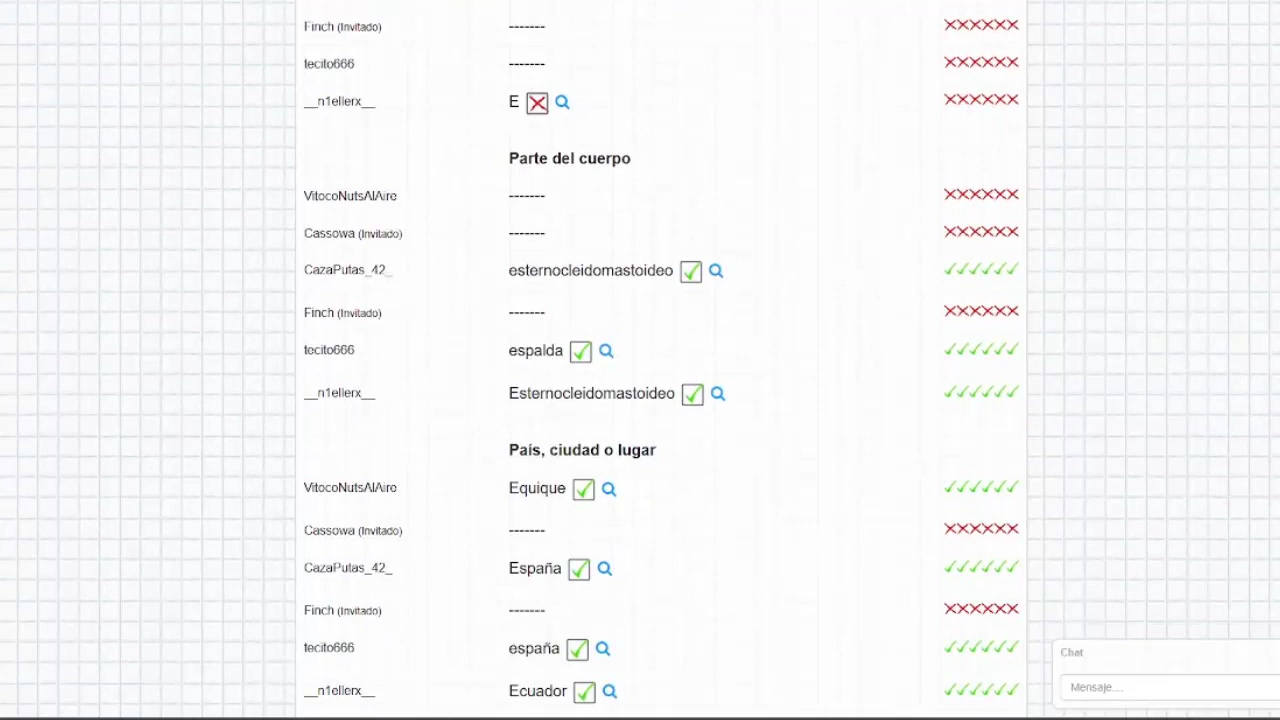 Finch (Invitado) -------
tecito666 -------
__n1ellerx__ E
Parte del cuerpo
VitocoNutsAlAire -------
Cassowa (Invitado) -------
CazaPutas_42_ esternocleidomastoideo
Finch (Invitado) -------
tecito666 espalda
__n1ellerx__ Esternocleidomastoideo
País, ciudad o lugar
VitocoNutsAlAire Equique
Cassowa (Invitado) -------
CazaPutas_42_ España
Finch (Invitado) -------
tecito666 españa
__n1ellerx__ Ecuador
Chat
Mensaje....